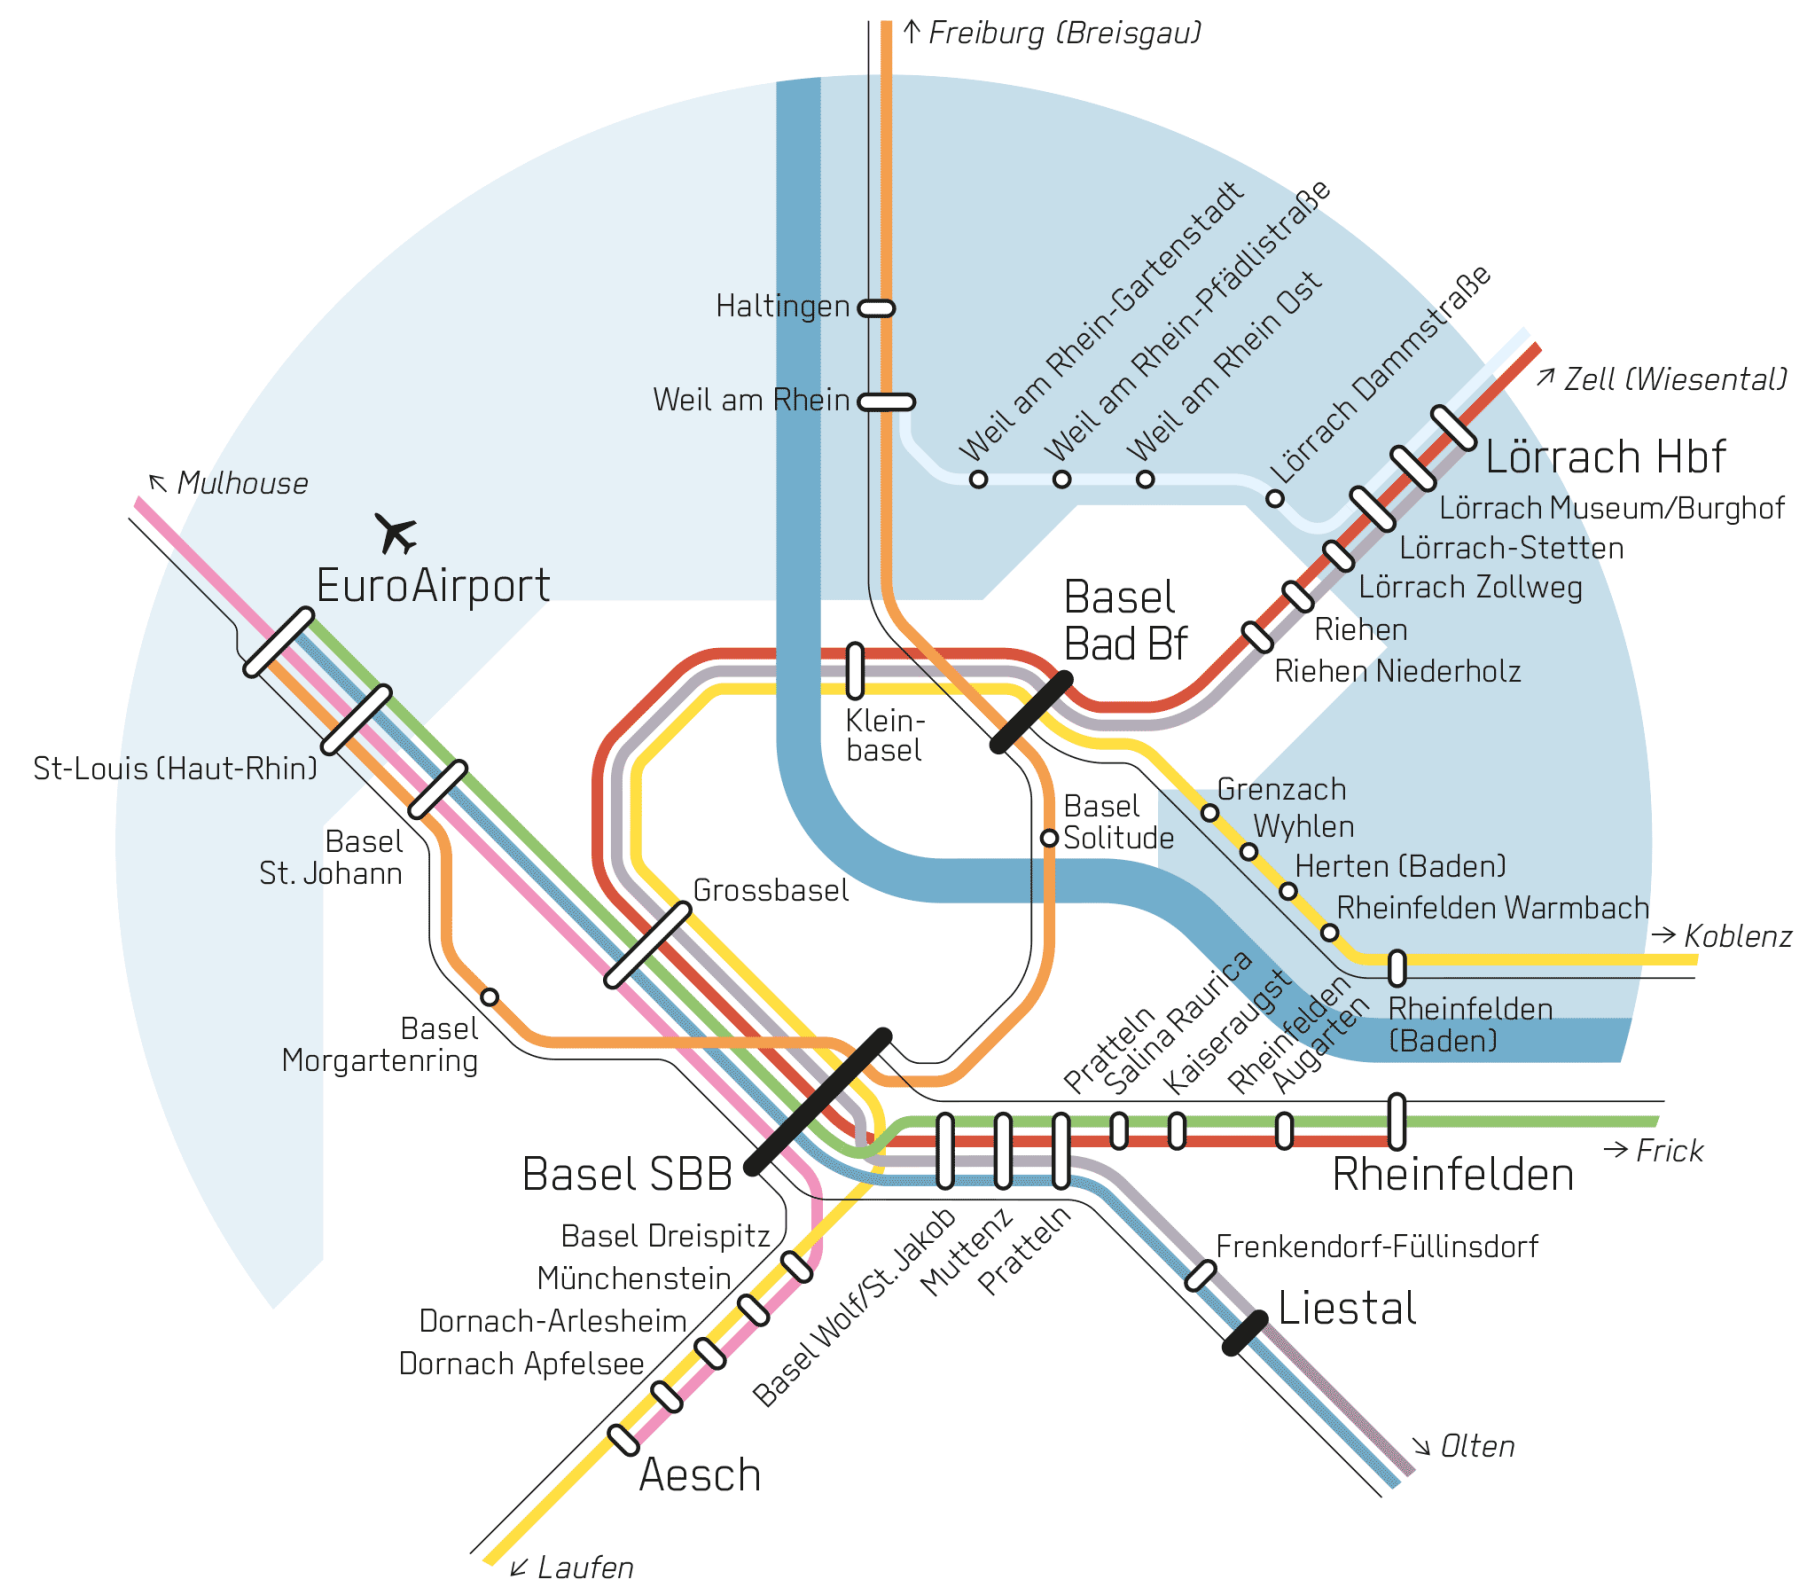 ↑ Freiburg (Breisgau)
Haltingen
Weil am Rhein
Weil am Rhein-Gartenstadt
Weil am Rhein-Pfädlistraße
Weil am Rhein Ost
Lörrach Dammstraße
↗ Zell (Wiesental)
Lörrach Hbf
Lörrach Museum/Burghof
Lörrach-Stetten
Lörrach Zollweg
Riehen
Riehen Niederholz
↖ Mulhouse
EuroAirport
St-Louis (Haut-Rhin)
Basel
St. Johann
Basel
Bad Bf
Klein-
basel
Basel
Solitude
Grossbasel
Grenzach
Wyhlen
Herten (Baden)
Rheinfelden Warmbach
→ Koblenz
Rheinfelden
(Baden)
Basel
Morgartenring
Pratteln
Salina Raurica
Kaiseraugst
Rheinfelden
Augarten
→ Frick
Rheinfelden
Basel SBB
Basel Dreispitz
Münchenstein
Dornach-Arlesheim
Dornach Apfelsee
Aesch
↙ Laufen
Basel Wolf/St. Jakob
Muttenz
Pratteln
Frenkendorf-Füllinsdorf
Liestal
↘ Olten